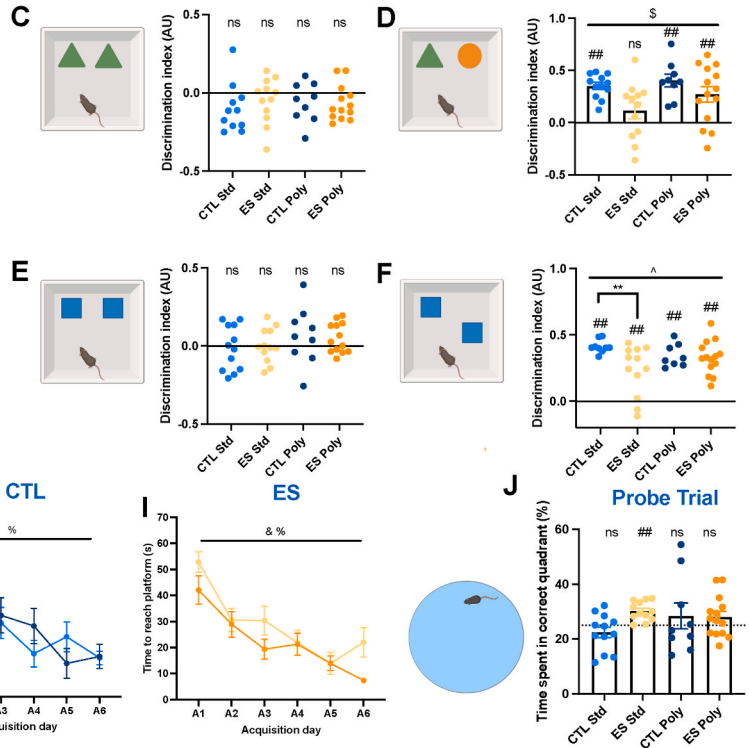 C
Discrimination index (AU)
0.5
0.0
-0.5
ns ns ns ns
CTL Std
ES Std
CTL Poly
ES Poly
D
Discrimination index (AU)
1.0
0.5
0.0
-0.5
$
## ns ## ##
CTL Std
ES Std
CTL Poly
ES Poly
E
Discrimination index (AU)
0.5
0.0
-0.5
ns ns ns ns
CTL Std
ES Std
CTL Poly
ES Poly
F
Discrimination index (AU)
1.0
0.5
0.0
^
**
## ## ## ##
CTL Std
ES Std
CTL Poly
ES Poly
CTL
%
A3 A4 A5 A6
uisition day
I
ES
Time to reach platform (s)
70
60
50
40
30
20
10
0
& %
A1 A2 A3 A4 A5 A6
Acquisition day
J
Probe Trial
Time spent in correct quadrant (%)
60
40
20
0
ns ## ns ns
CTL Std
ES Std
CTL Poly
ES Poly